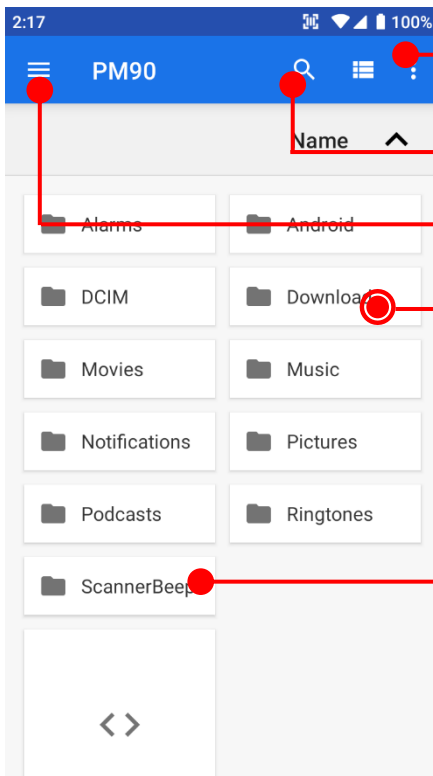 2:17 100%
PM90
Name
Alarms Android
DCIM Download
Movies Music
Notifications Pictures
Podcasts Ringtones
ScannerBeep